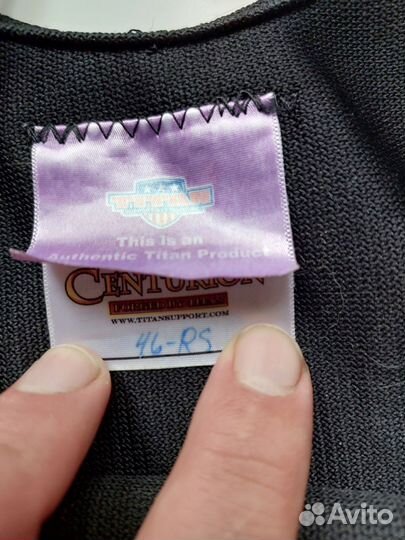 TITAN
This is an
Authentic Titan Product
CENTURION
FORGED BY TITAN
WWW.TITANSUPPORT.COM
46-RS
Avito